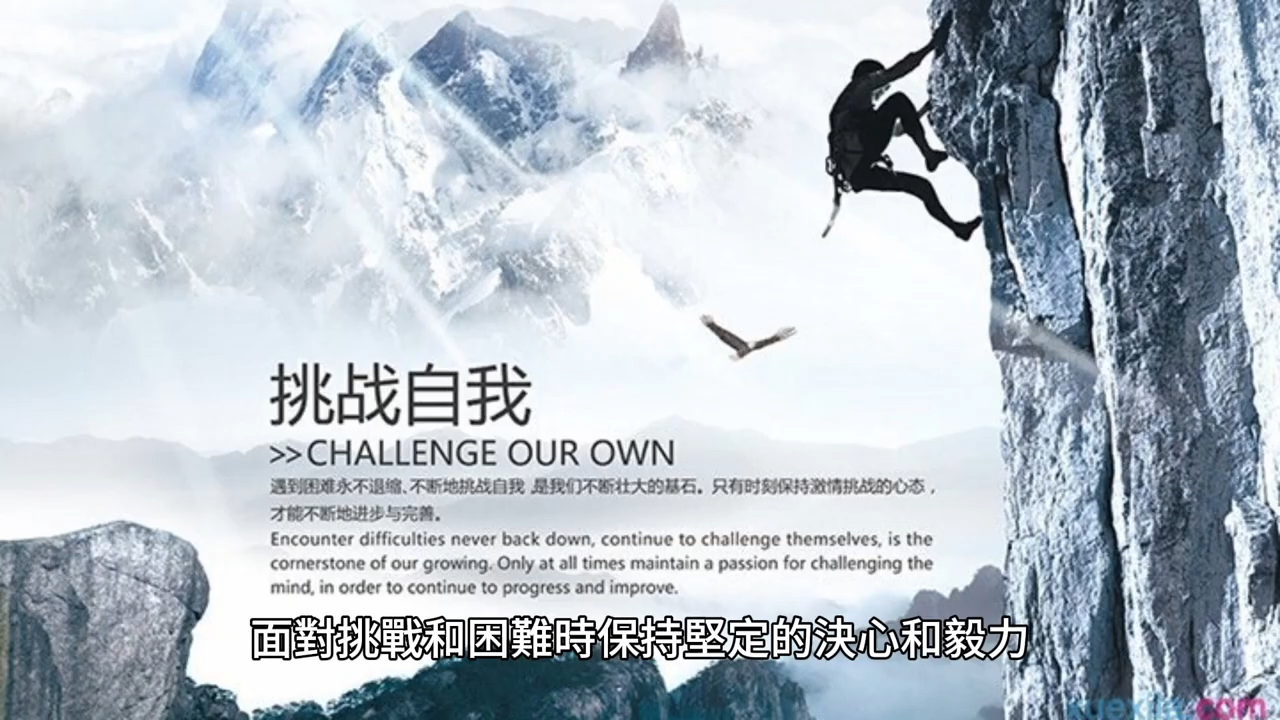 挑战自我
>>CHALLENGE OUR OWN
遇到困难永不退缩、不断地挑战自我,是我们不断壮大的基石。只有时刻保持激情挑战的心态,
才能不断地进步与完善。
Encounter difficulties never back down, continue to challenge themselves, is the
cornerstone of our growing. Only at all times maintain a passion for challenging the
mind, in order to continue to progress and improve.
面對挑戰和困難時保持堅定的決心和毅力